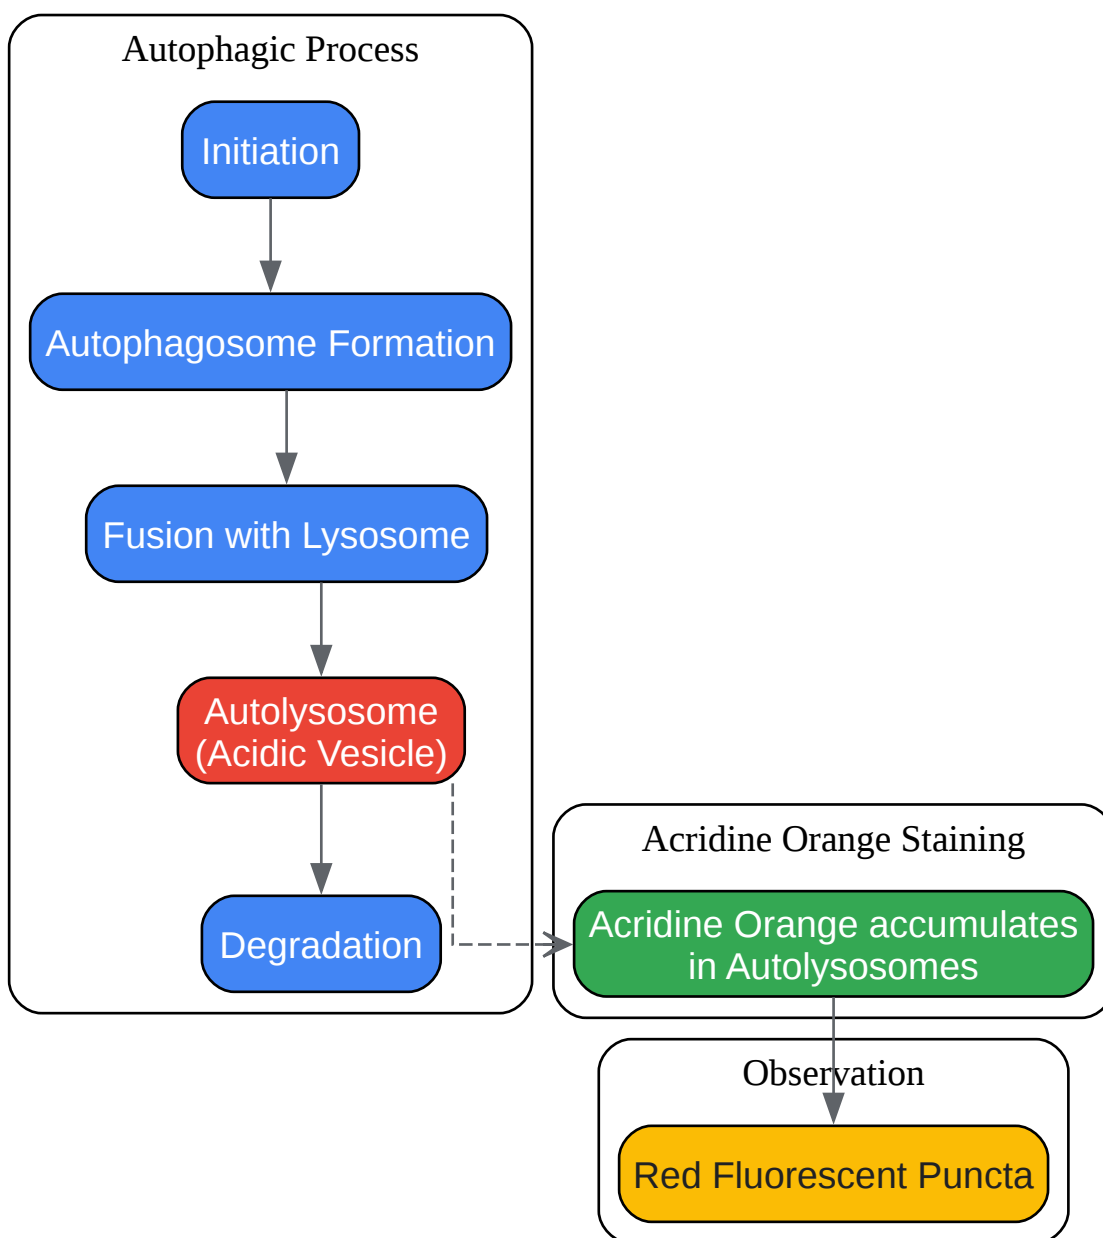 Autophagic Process
Initiation
Autophagosome Formation
Fusion with Lysosome
Autolysosome
(Acidic Vesicle)
Degradation
Acridine Orange Staining
Acridine Orange accumulates
in Autolysosomes
Observation
Red Fluorescent Puncta